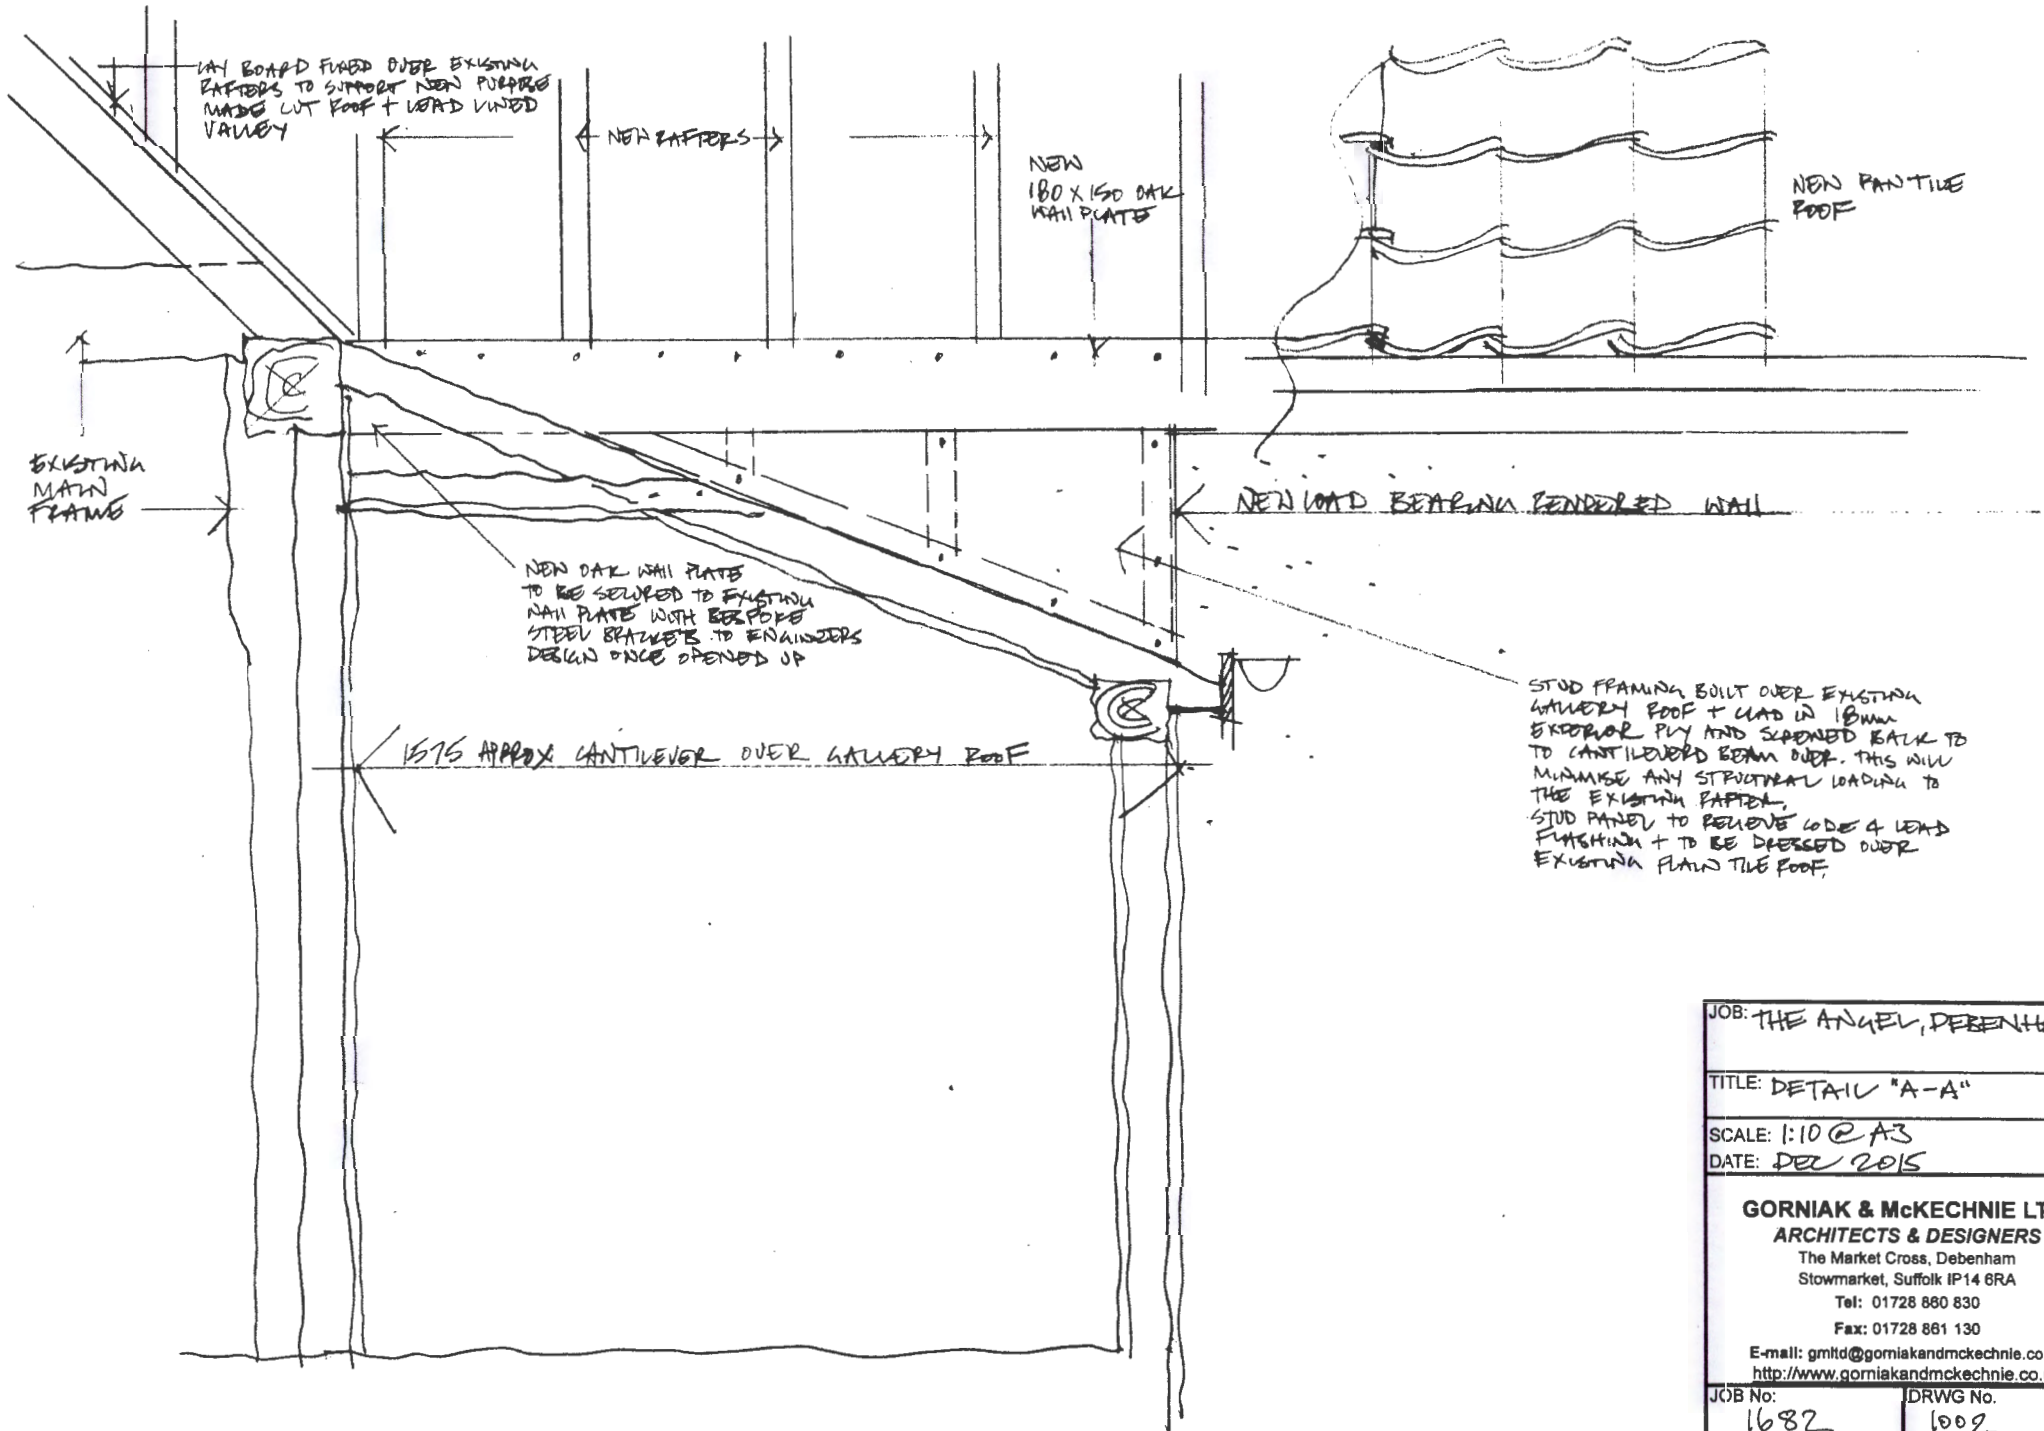 LAY BOARD FIXED OVER EXISTING
RAFTERS TO SUPPORT NEW PURPOSE
MADE CUT ROOF + LEAD LINED
VALLEY
NEW RAFTERS
NEW
180 X 150 OAK
WALL PLATE
NEW PAN TILE
ROOF
EXISTING
MAIN
FRAME
NEW LOAD BEARING RENDERED WALL
NEW OAK WALL PLATE
TO BE SECURED TO EXISTING
WALL PLATE WITH BESPOKE
STEEL BRACKETS TO ENGINEERS
DESIGN ONCE OPENED UP
1575 APPROX CANTILEVER OVER GALLERY ROOF
STUD FRAMING BUILT OVER EXISTING
GALLERY ROOF + CLAD IN 18mm
EXTERIOR PLY AND SCREWED BACK TO
TO CANTILEVERD BEAM OVER. THIS WILL
MINIMISE ANY STRUCTURAL LOADING TO
THE EXISTING RAFTER.
STUD PANEL TO RECIEVE CODE 4 LEAD
FLASHING + TO BE DRESSED OVER
EXISTING PLAIN TILE ROOF.
JOB: THE ANGEL, DEBENH
TITLE: DETAIL "A-A"
SCALE: 1:10 @ A3
DATE: DEC 2015
GORNIAK & McKECHNIE LT
ARCHITECTS & DESIGNERS
The Market Cross, Debenham
Stowmarket, Suffolk IP14 6RA
Tel: 01728 860 830
Fax: 01728 861 130
E-mail: gmltd@gorniakandmckechnie.co
http://www.gorniakandmckechnie.co.
JOB No: DRWG No.
1682 1002